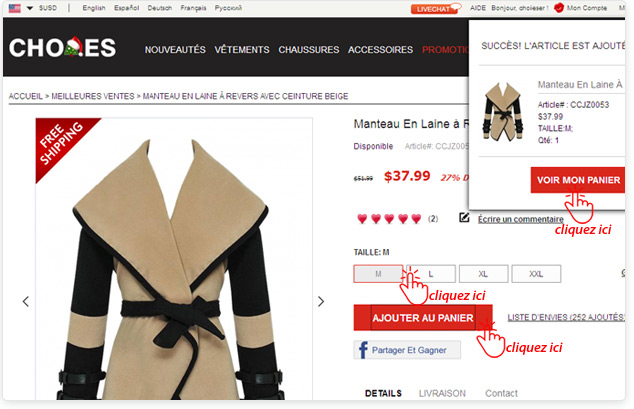 SUSD | English Español Deutsch Français Русский
LIVECHAT AIDE Bonjour, choieser ! Mon Compte
CHOIES
NOUVEAUTÉS VÊTEMENTS CHAUSSURES ACCESSOIRES PROMOTIO
SUCCÈS! L'ARTICLE EST AJOUTÉ
Manteau En Laine À
Article# : CCJZ0053
$37.99
TAILLE:M;
Qté: 1
VOIR MON PANIER
cliquez ici
ACCUEIL > MEILLEURES VENTES > MANTEAU EN LAINE À REVERS AVEC CEINTURE BEIGE
FREE SHIPPING
Manteau En Laine à R
Disponible Article#: CCJZ00
$51.99 $37.99 27% D
(2) Écrire un commentaire
TAILLE: M
M L XL XXL
cliquez ici
AJOUTER AU PANIER LISTE D'ENVIES (252 AJOUTÉS)
cliquez ici
Partager Et Gagner
DETAILS LIVRAISON Contact